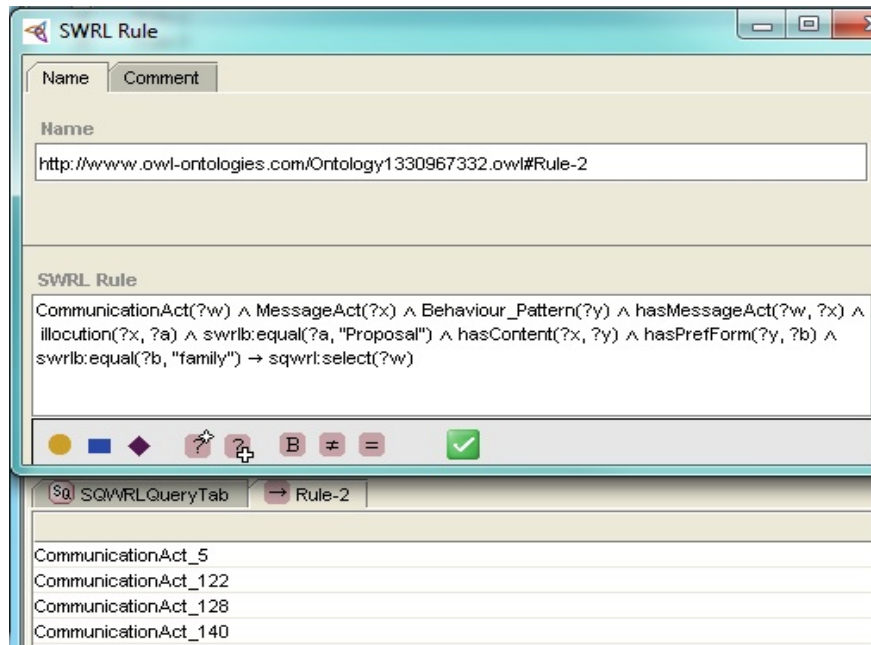 SWRL Rule
Name Comment
Name
http://www.owl-ontologies.com/Ontology1330967332.owl#Rule-2
SWRL Rule
CommunicationAct(?w) ∧ MessageAct(?x) ∧ Behaviour_Pattern(?y) ∧ hasMessageAct(?w, ?x) ∧
illocution(?x, ?a) ∧ swrlb:equal(?a, "Proposal") ∧ hasContent(?x, ?y) ∧ hasPrefForm(?y, ?b) ∧
swrlb:equal(?b, "family") → sqwrl:select(?w)
? ? B ≠ =
SQ SQWRLQueryTab → Rule-2
CommunicationAct_5
CommunicationAct_122
CommunicationAct_128
CommunicationAct_140